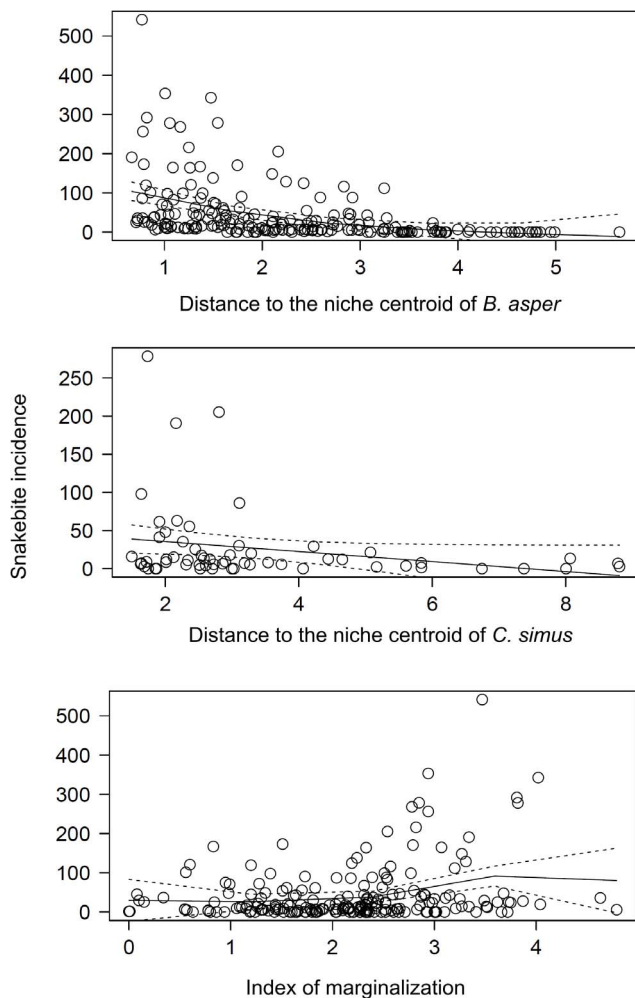 500
400
300
200
100
0
1 2 3 4 5
Distance to the niche centroid of B. asper
250
200
150
100
50
0
2 4 6 8
Distance to the niche centroid of C. simus
Snakebite incidence
500
400
300
200
100
0
0 1 2 3 4
Index of marginalization